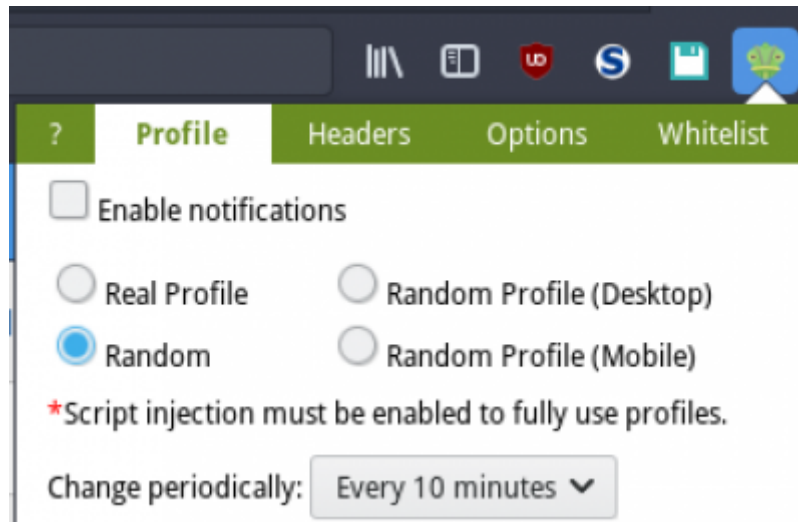 uo
S
? Profile Headers Options Whitelist
Enable notifications
Real Profile Random Profile (Desktop)
Random Random Profile (Mobile)
*Script injection must be enabled to fully use profiles.
Change periodically: Every 10 minutes